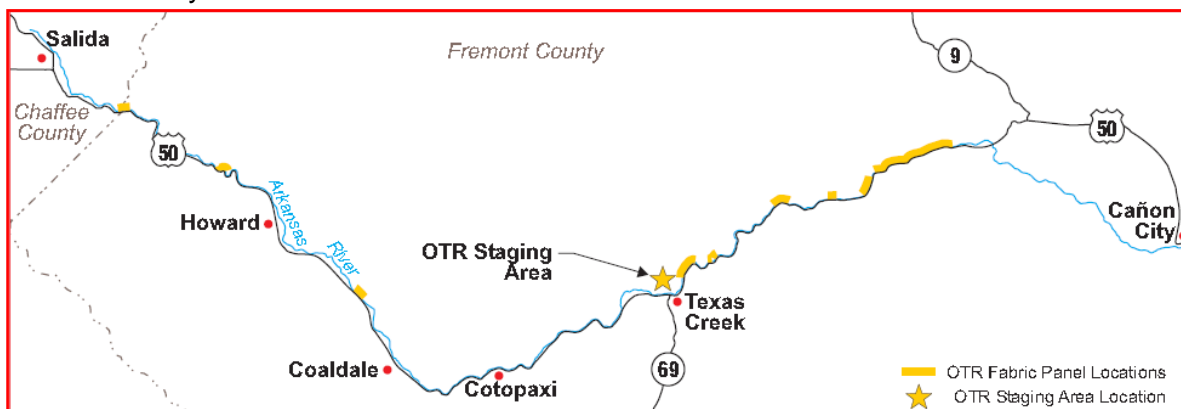 Salida
Fremont County
9
Chaffee
County
50
50
Arkansas
River
Howard
Cañon
City
OTR Staging
Area
Texas
Creek
Coaldale
Cotopaxi
69
OTR Fabric Panel Locations
OTR Staging Area Location